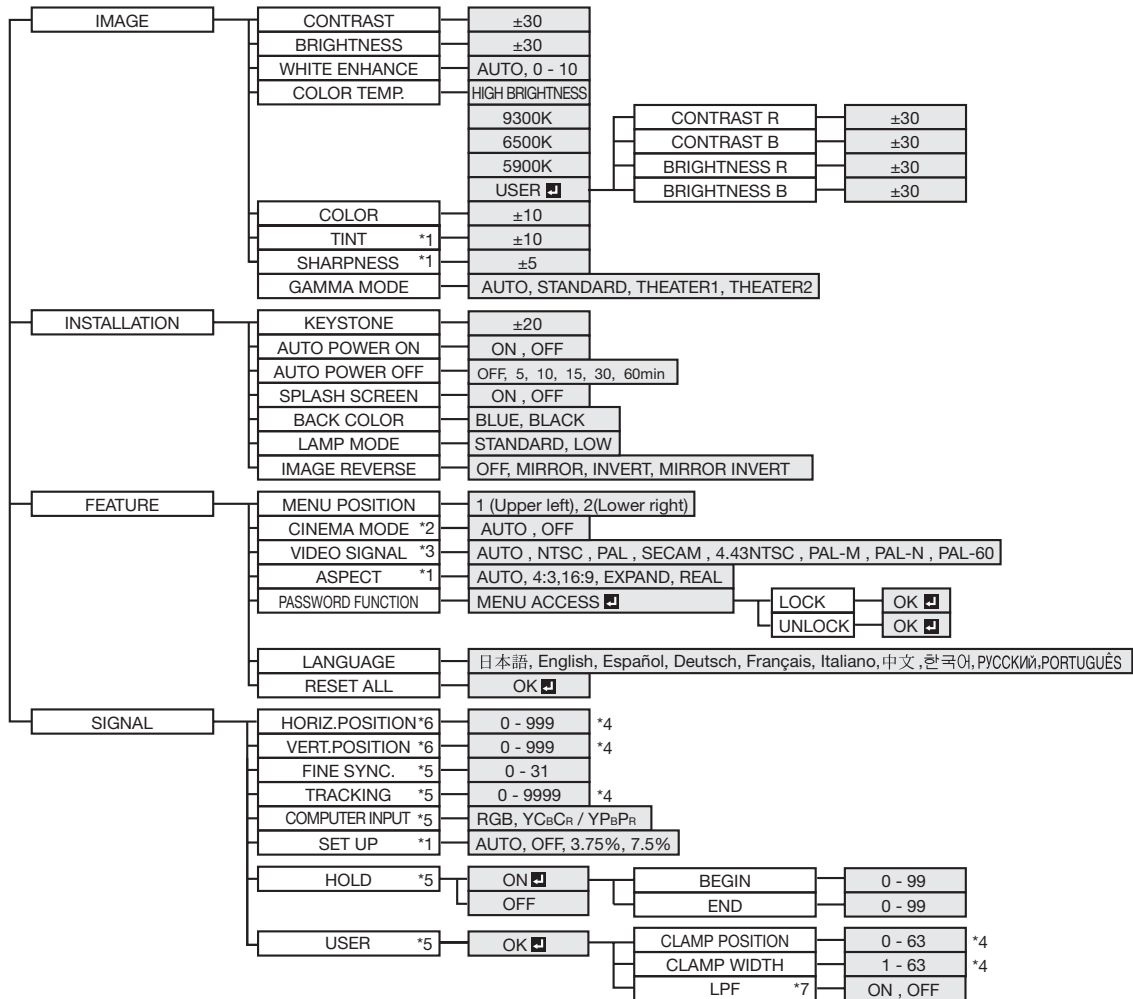 IMAGE CONTRAST ±30
BRIGHTNESS ±30
WHITE ENHANCE AUTO, 0 - 10
COLOR TEMP. HIGH BRIGHTNESS
9300K CONTRAST R ±30
6500K CONTRAST B ±30
5900K BRIGHTNESS R ±30
USER BRIGHTNESS B ±30
COLOR ±10
TINT *1 ±10
SHARPNESS *1 ±5
GAMMA MODE AUTO, STANDARD, THEATER1, THEATER2
INSTALLATION KEYSTONE ±20
AUTO POWER ON ON , OFF
AUTO POWER OFF OFF, 5, 10, 15, 30, 60min
SPLASH SCREEN ON , OFF
BACK COLOR BLUE, BLACK
LAMP MODE STANDARD, LOW
IMAGE REVERSE OFF, MIRROR, INVERT, MIRROR INVERT
FEATURE MENU POSITION 1 (Upper left), 2(Lower right)
CINEMA MODE *2 AUTO , OFF
VIDEO SIGNAL *3 AUTO , NTSC , PAL , SECAM , 4.43NTSC , PAL-M , PAL-N , PAL-60
ASPECT *1 AUTO, 4:3,16:9, EXPAND, REAL
PASSWORD FUNCTION MENU ACCESS LOCK OK
UNLOCK OK
LANGUAGE 日本語, English, Español, Deutsch, Français, Italiano,中文 ,한국어, РУССКИЙ,PORTUGUÊS
RESET ALL OK
SIGNAL HORIZ.POSITION*6 0 - 999 *4
VERT.POSITION *6 0 - 999 *4
FINE SYNC. *5 0 - 31
TRACKING *5 0 - 9999 *4
COMPUTER INPUT *5 RGB, YCBCR / YPBPR
SET UP *1 AUTO, OFF, 3.75%, 7.5%
HOLD *5 ON BEGIN 0 - 99
OFF END 0 - 99
USER *5 OK CLAMP POSITION 0 - 63 *4
CLAMP WIDTH 1 - 63 *4
LPF *7 ON , OFF